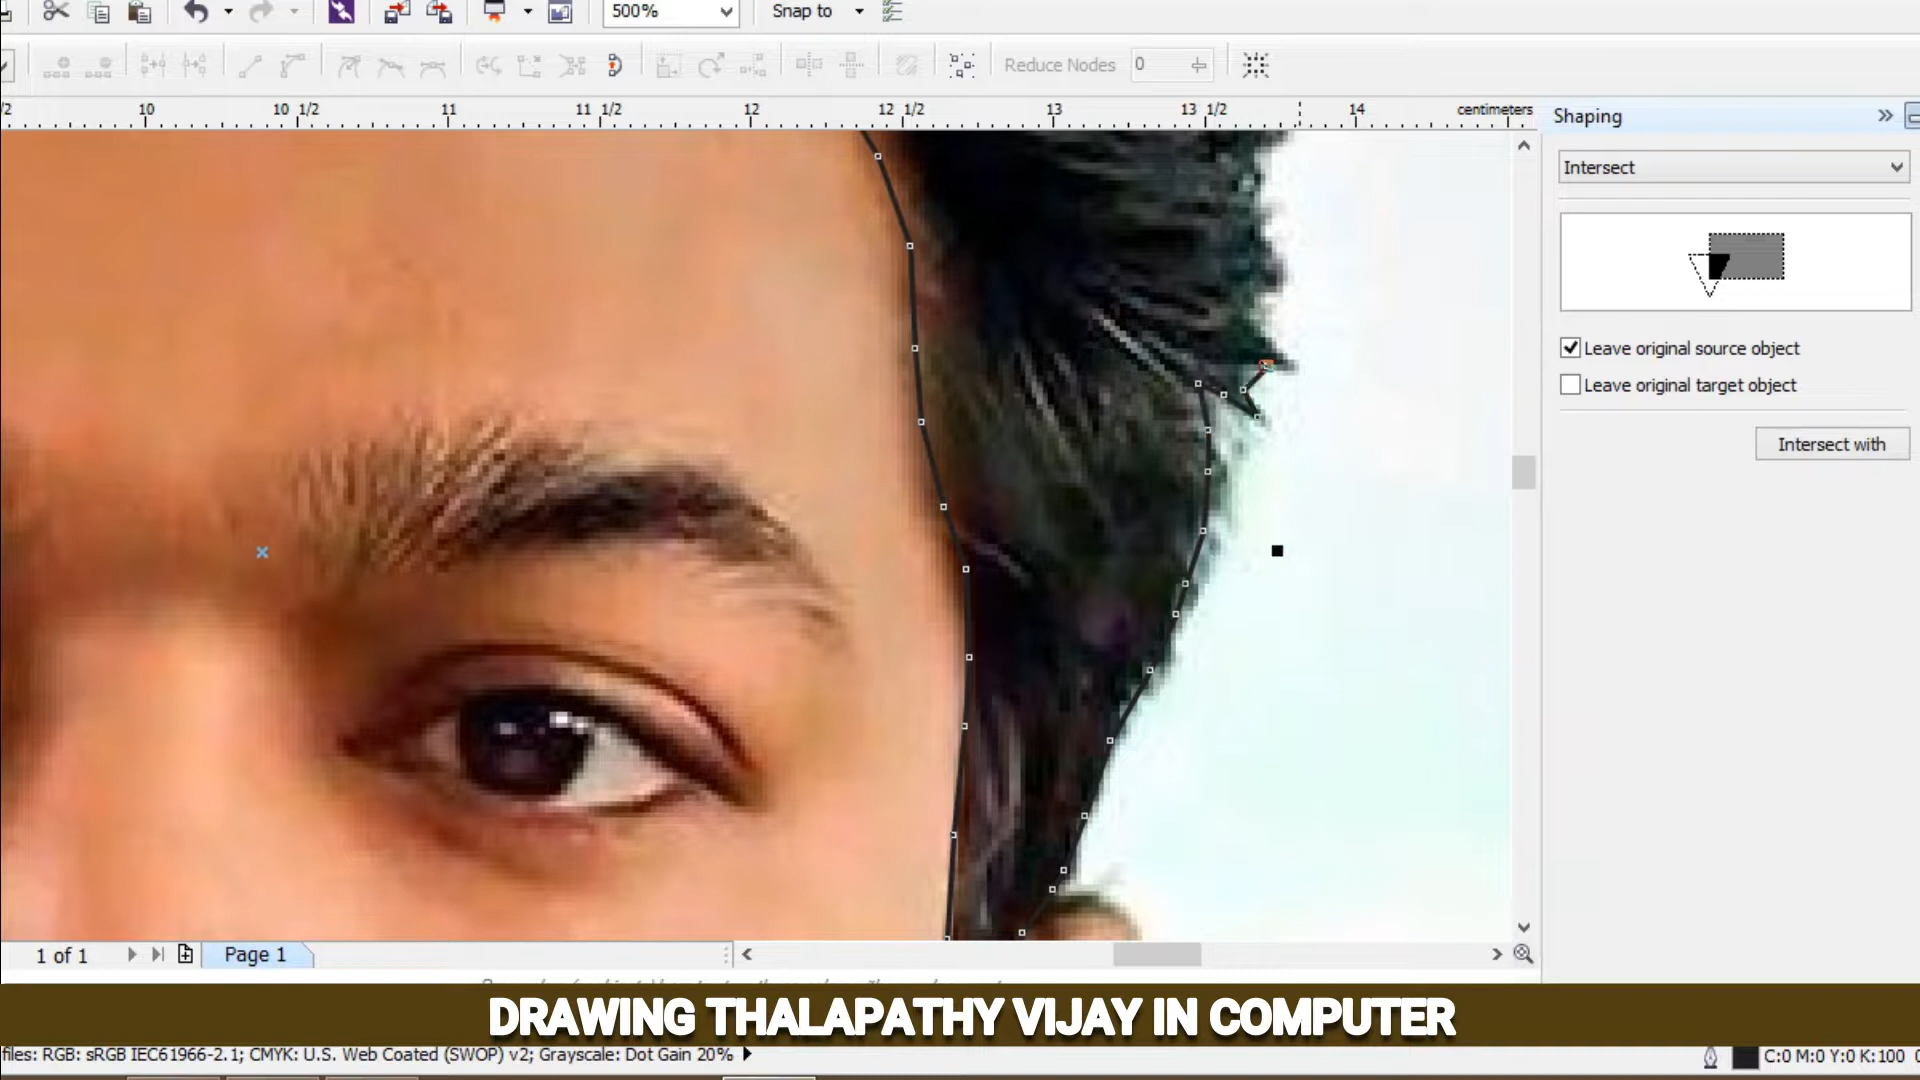 500%
Snap to
Reduce Nodes 0
10 10 1/2 11 11 1/2 12 12 1/2 13 13 1/2 14 centimeters
Shaping
Intersect
Leave original source object
Leave original target object
Intersect with
1 of 1
Page 1
DRAWING THALAPATHY VIJAY IN COMPUTER
files: RGB: sRGB IEC61966-2.1; CMYK: U.S. Web Coated (SWOP) v2; Grayscale: Dot Gain 20%
C:0 M:0 Y:0 K:100